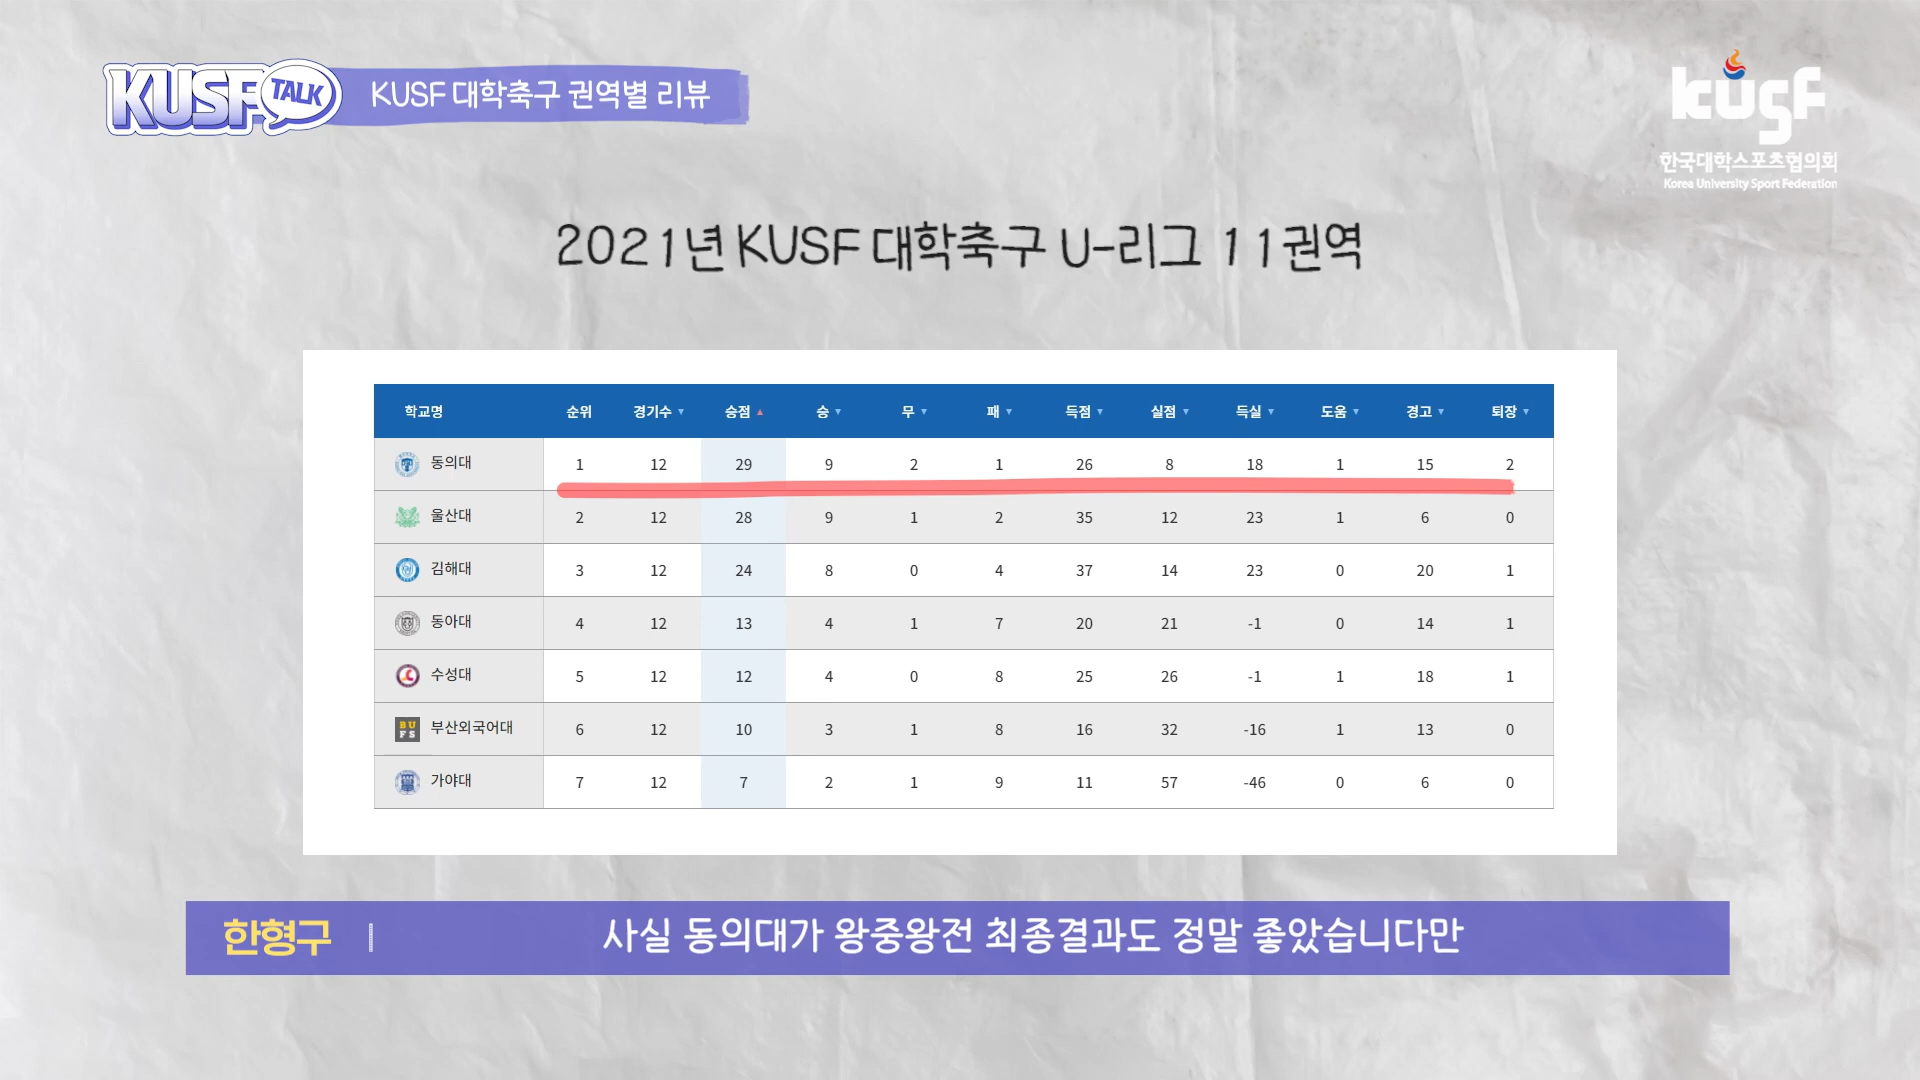 KUSF TALK KUSF 대학축구 권역별 리뷰
kusf
한국대학스포츠협의회
Korea University Sport Federation
2021년 KUSF 대학축구 U-리그 11권역
학교명 순위 경기수 ▼ 승점 ▲ 승 ▼ 무 ▼ 패 ▼ 득점 ▼ 실점 ▼ 득실 ▼ 도움 ▼ 경고 ▼ 퇴장 ▼
동의대 1 12 29 9 2 1 26 8 18 1 15 2
울산대 2 12 28 9 1 2 35 12 23 1 6 0
김해대 3 12 24 8 0 4 37 14 23 0 20 1
동아대 4 12 13 4 1 7 20 21 -1 0 14 1
수성대 5 12 12 4 0 8 25 26 -1 1 18 1
BUFS 부산외국어대 6 12 10 3 1 8 16 32 -16 1 13 0
가야대 7 12 7 2 1 9 11 57 -46 0 6 0
한형구 사실 동의대가 왕중왕전 최종결과도 정말 좋았습니다만